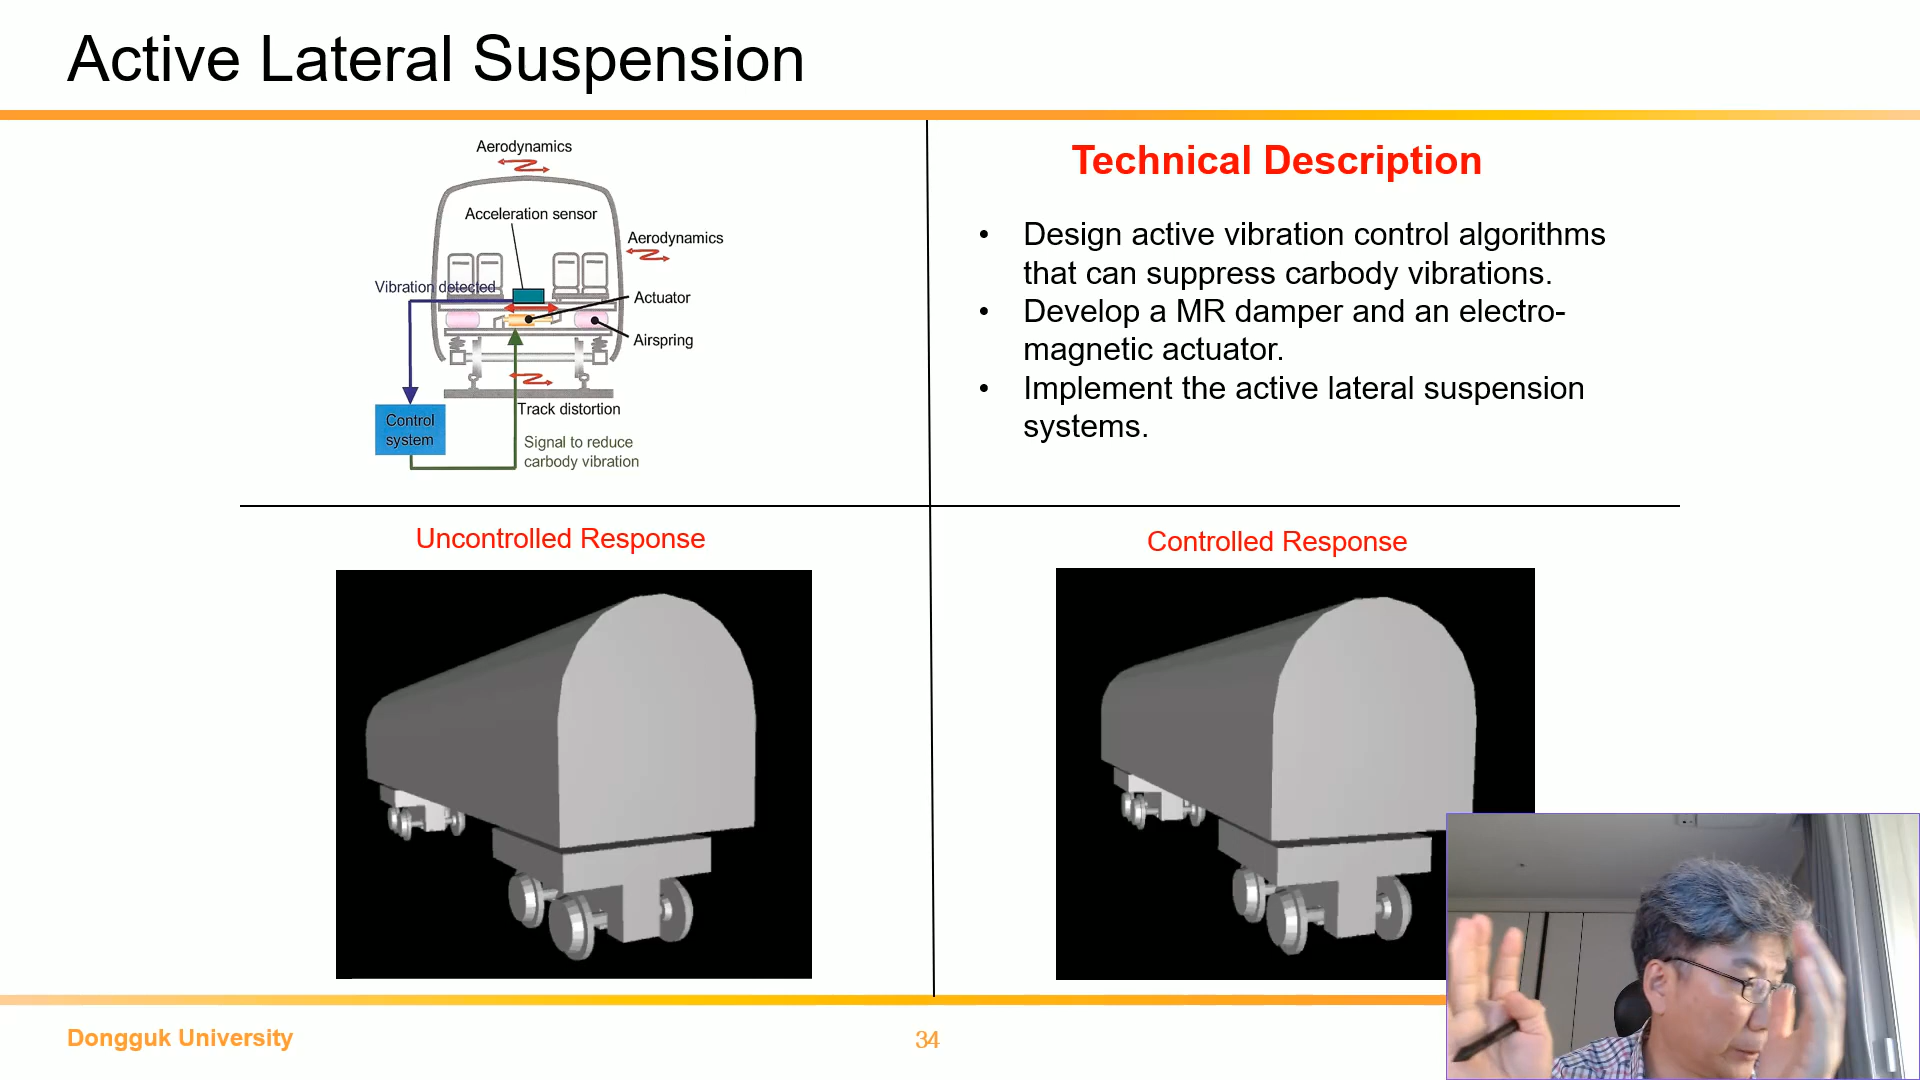 Active Lateral Suspension
Aerodynamics
Acceleration sensor
Aerodynamics
Vibration detected
Actuator
Airspring
Control
system
Track distortion
Signal to reduce
carbody vibration
Technical Description
• Design active vibration control algorithms
that can suppress carbody vibrations.
• Develop a MR damper and an electro-
magnetic actuator.
• Implement the active lateral suspension
systems.
Uncontrolled Response
Controlled Response
Dongguk University
34